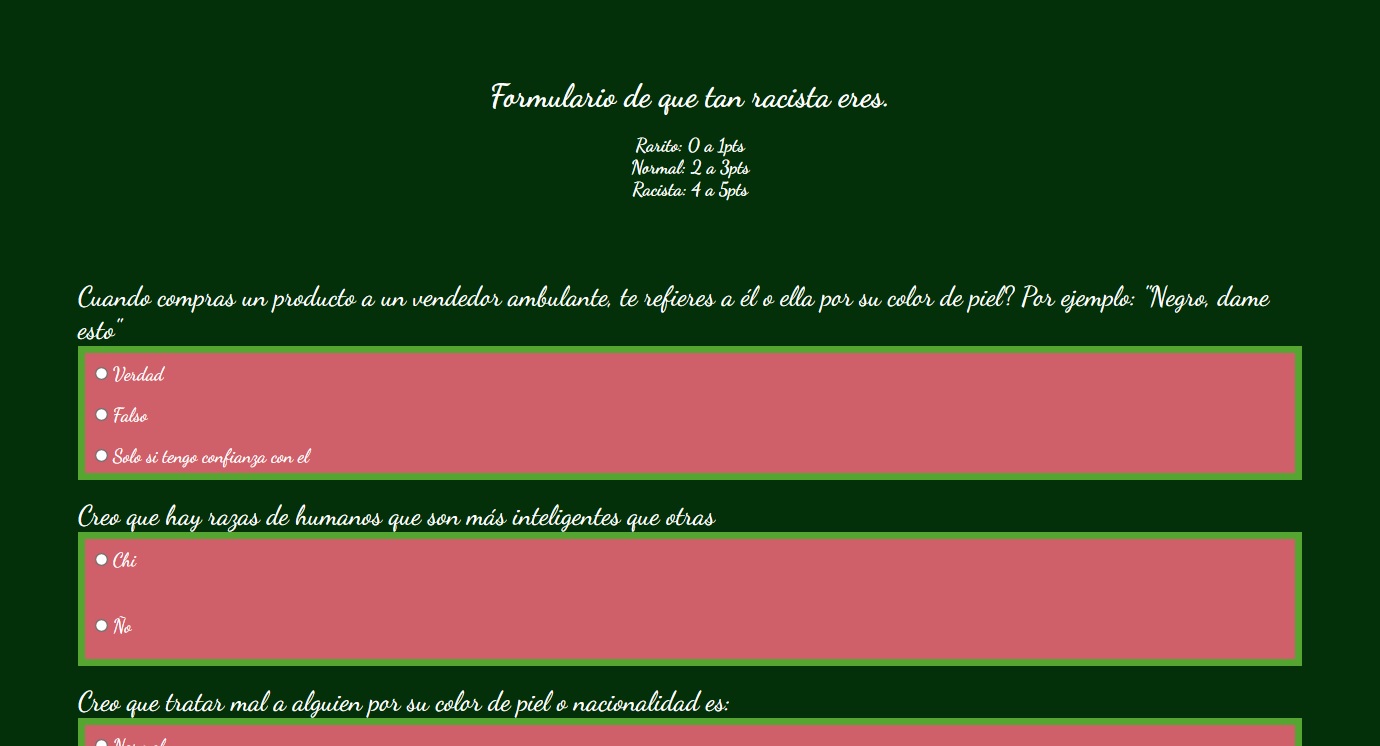 Formulario de que tan racista eres.
Rarito: 0 a 1pts
Normal: 2 a 3pts
Racista: 4 a 5pts
Cuando compras un producto a un vendedor ambulante, te refieres a él o ella por su color de piel? Por ejemplo: "Negro, dame
esto"
Verdad
Falso
Solo si tengo confianza con el
Creo que hay razas de humanos que son más inteligentes que otras
Chi
Ño
Creo que tratar mal a alguien por su color de piel o nacionalidad es: